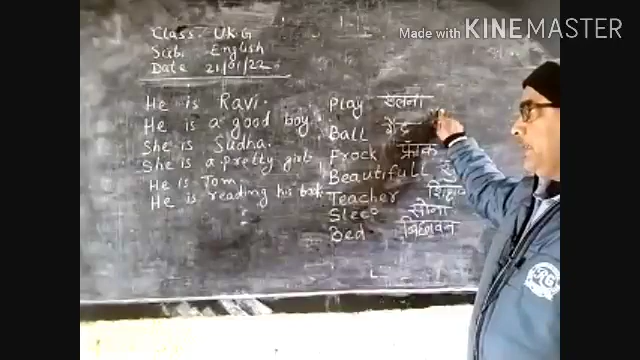 Made with KINEMASTER
Class: U.K.G
Sub: English
Date 21/01/22
He is Ravi.
He is a good boy.
She is Sudha.
She is a pretty girl.
He is Tom
He is reading his book
Play खेलना
Ball गेंद
Frock फ्रॉक
Beautifull
Teacher
Sleep सोना
Bed बिछावन